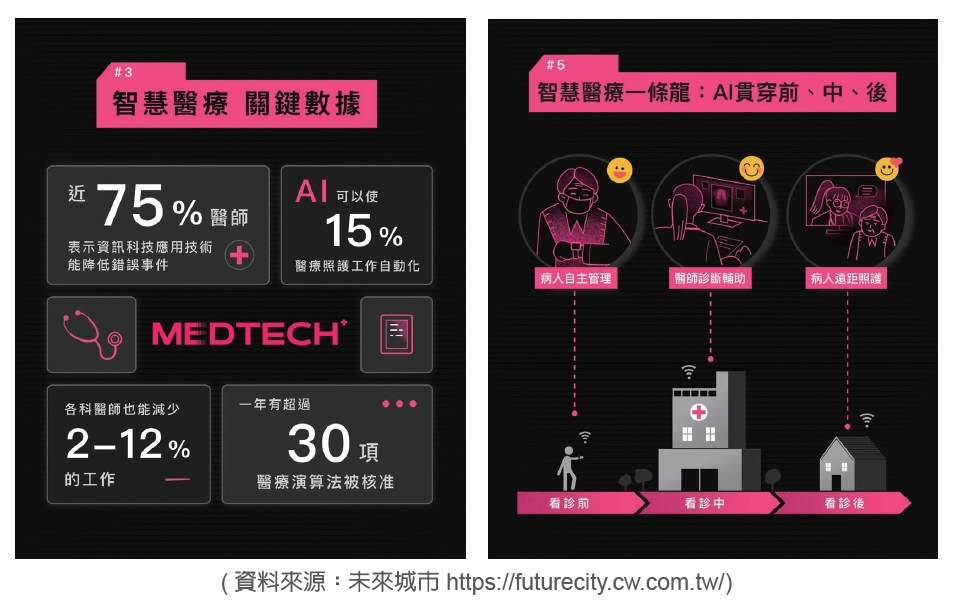 #3
智慧醫療 關鍵數據
近 75% 醫師
表示資訊科技應用技術
能降低錯誤事件
AI 可以使
15%
醫療照護工作自動化
MEDTECH+
各科醫師也能減少
2–12%
的工作
一年有超過
30 項
醫療演算法被核准
#5
智慧醫療一條龍：AI貫穿前、中、後
病人自主管理
醫師診斷輔助
病人遠距照護
看診前
看診中
看診後
( 資料來源：未來城市 https://futurecity.cw.com.tw/)